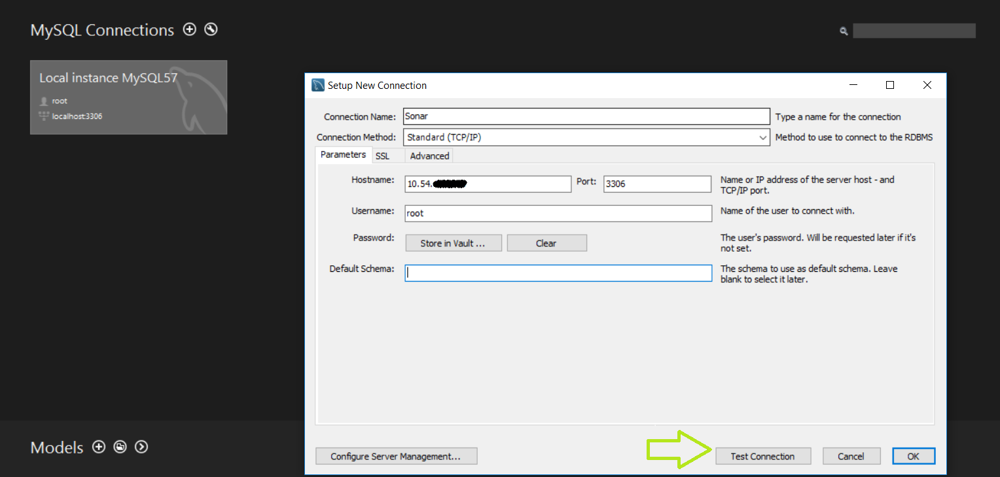 MySQL Connections
Local instance MySQL57
root
localhost:3306
Setup New Connection
Connection Name: Sonar Type a name for the connection
Connection Method: Standard (TCP/IP) Method to use to connect to the RDBMS
Parameters SSL Advanced
Hostname: 10.54. Port: 3306 Name or IP address of the server host - and
TCP/IP port.
Username: root Name of the user to connect with.
Password: Store in Vault ... Clear The user's password. Will be requested later if it's
not set.
Default Schema: The schema to use as default schema. Leave
blank to select it later.
Models
Configure Server Management... Test Connection Cancel OK